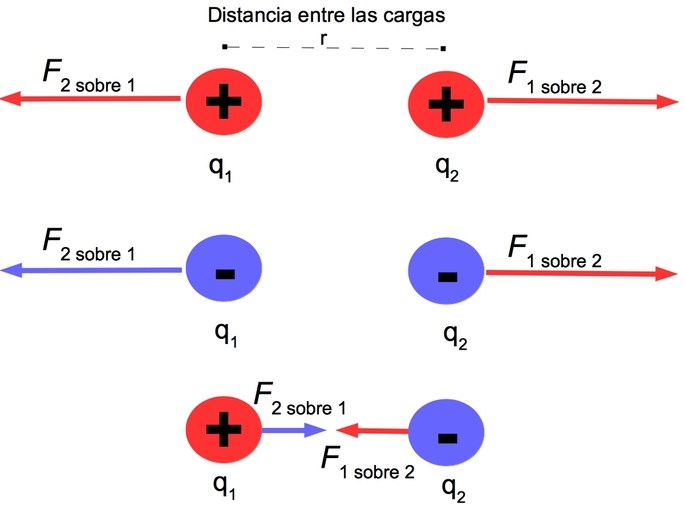 Distancia entre las cargas
r
F2 sobre 1
F1 sobre 2
+
+
q1
q2
F2 sobre 1
F1 sobre 2
-
-
q1
q2
F2 sobre 1
+
-
F1 sobre 2
q1
q2